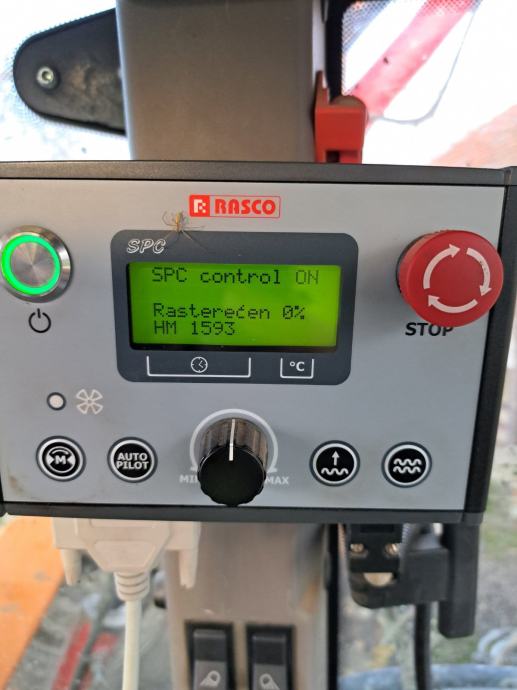 RASCO
SPC
SPC control ON
Rasterećen 0%
HM 1593
°C
STOP
M
AUTO
PILOT
MIN
MAX